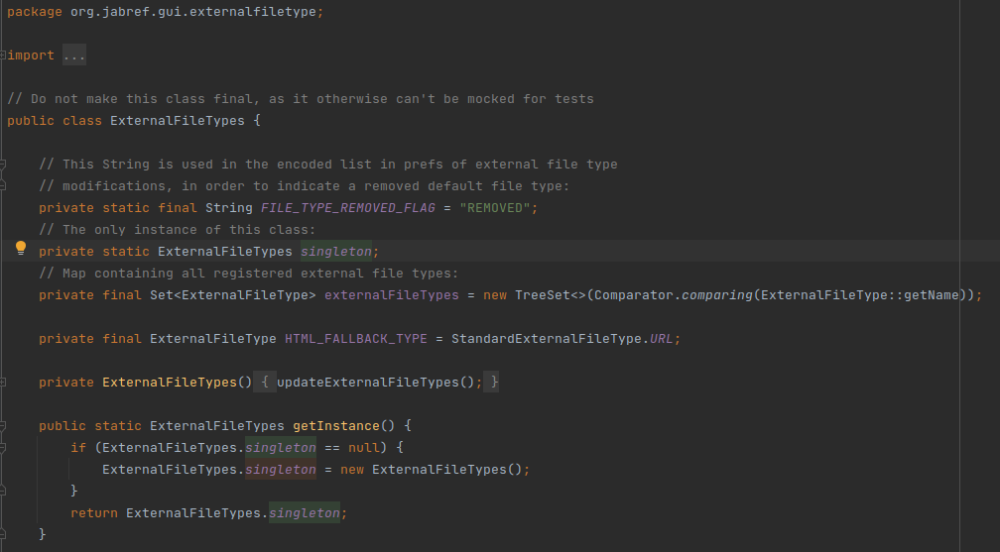 package org.jabref.gui.externalfiletype;
import ...
// Do not make this class final, as it otherwise can't be mocked for tests
public class ExternalFileTypes {
// This String is used in the encoded list in prefs of external file type
// modifications, in order to indicate a removed default file type:
private static final String FILE_TYPE_REMOVED_FLAG = "REMOVED";
// The only instance of this class:
private static ExternalFileTypes singleton;
// Map containing all registered external file types:
private final Set<ExternalFileType> externalFileTypes = new TreeSet<>(Comparator.comparing(ExternalFileType::getName));
private final ExternalFileType HTML_FALLBACK_TYPE = StandardExternalFileType.URL;
private ExternalFileTypes() { updateExternalFileTypes(); }
public static ExternalFileTypes getInstance() {
if (ExternalFileTypes.singleton == null) {
ExternalFileTypes.singleton = new ExternalFileTypes();
}
return ExternalFileTypes.singleton;
}